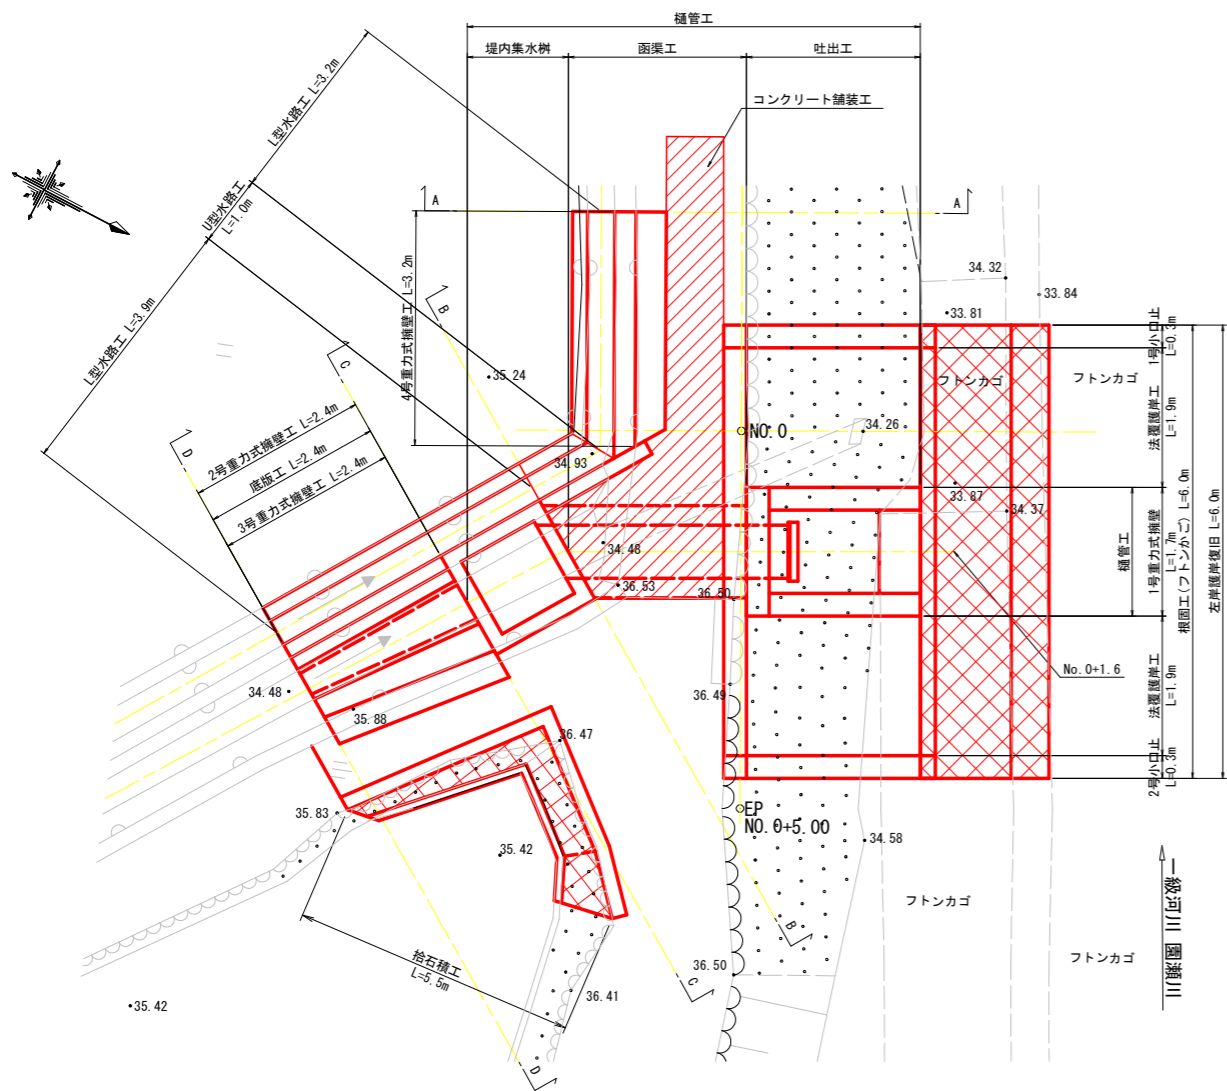 樋管工
堤内集水桝
函渠工
吐出工
コンクリート舗装工
L型水路工 L=3.2m
U型水路工
L=1.0m
L型水路工 L=3.9m
A
A
B
C
D
4号重力式擁壁工 L=3.2m
2号重力式擁壁工 L=2.4m
底版工 L=2.4m
3号重力式擁壁工 L=2.4m
35.24
34.93
34.32
33.84
33.81
フトンカゴ
フトンカゴ
1号小口止
L=0.3m
法覆護岸工
L=1.9m
NO.0
34.26
33.87
34.37
樋管工
1号重力式擁壁
L=1.7m
根固工(フトンかご) L=6.0m
左岸護岸復旧 L=6.0m
34.48
36.53
36.50
No.0+1.6
法覆護岸工
L=1.9m
2号小口止
L=0.3m
34.48
35.88
36.49
36.47
35.83
35.42
EP
NO.0+5.00
34.58
フトンカゴ
フトンカゴ
一級河川 園瀬川
拾石積工
L=5.5m
36.50
36.41
35.42
B
C
D